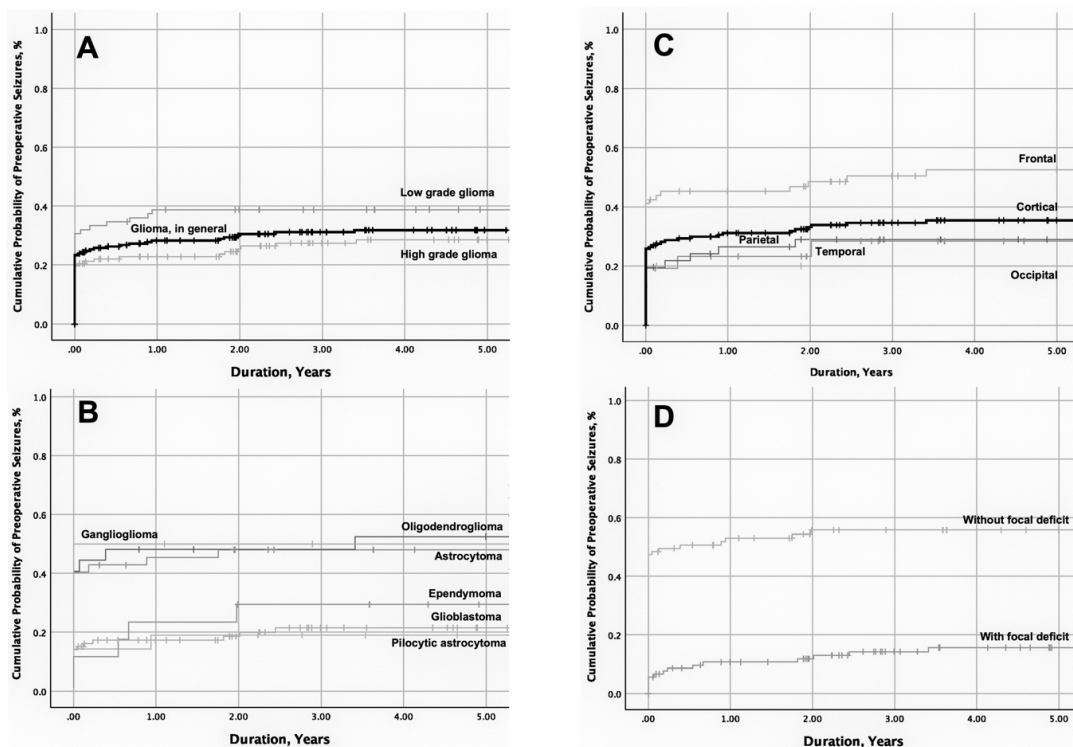 A
Cumulative Probability of Preoperative Seizures, %
1.0
0.8
0.6
0.4
0.2
0.0
Low grade glioma
Glioma, in general
High grade glioma
.00 1.00 2.00 3.00 4.00 5.00
Duration, Years
C
Cumulative Probability of Preoperative Seizures, %
1.0
0.8
0.6
0.4
0.2
0.0
Frontal
Cortical
Parietal
Temporal
Occipital
.00 1.00 2.00 3.00 4.00 5.00
Duration, Years
B
Cumulative Probability of Preoperative Seizures, %
1.0
0.8
0.6
0.4
0.2
0.0
Ganglioglioma
Oligodendroglioma
Astrocytoma
Ependymoma
Glioblastoma
Pilocytic astrocytoma
.00 1.00 2.00 3.00 4.00 5.00
Duration, Years
D
Cumulative Probability of Preoperative Seizures, %
1.0
0.8
0.6
0.4
0.2
0.0
Without focal deficit
With focal deficit
.00 1.00 2.00 3.00 4.00 5.00
Duration, Years